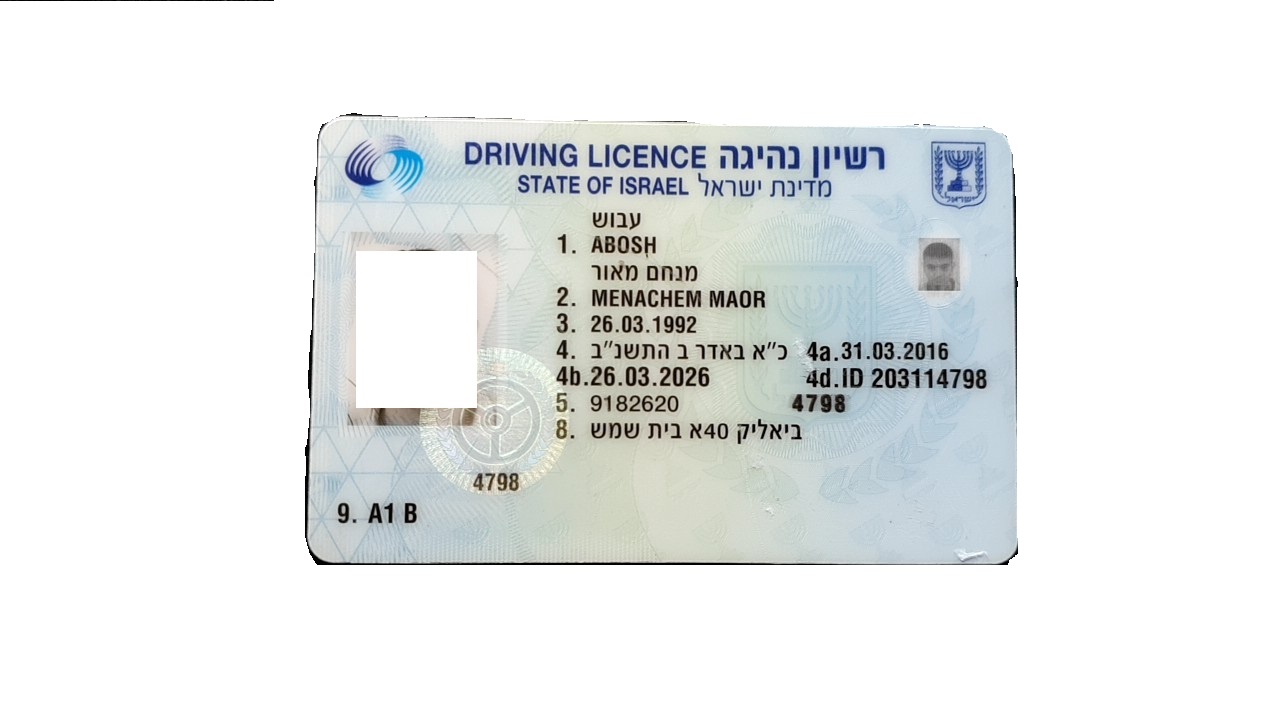 DRIVING LICENCE רשיון נהיגה
STATE OF ISRAEL מדינת ישראל
ישראל
עבוש
1. ABOSH
מנחם מאור
2. MENACHEM MAOR
3. 26.03.1992
4. כ"א באדר ב התשנ"ב 4a.31.03.2016
4b.26.03.2026 4d.ID 203114798
5. 9182620 4798
8. ביאליק 40א בית שמש
4798
9. A1 B